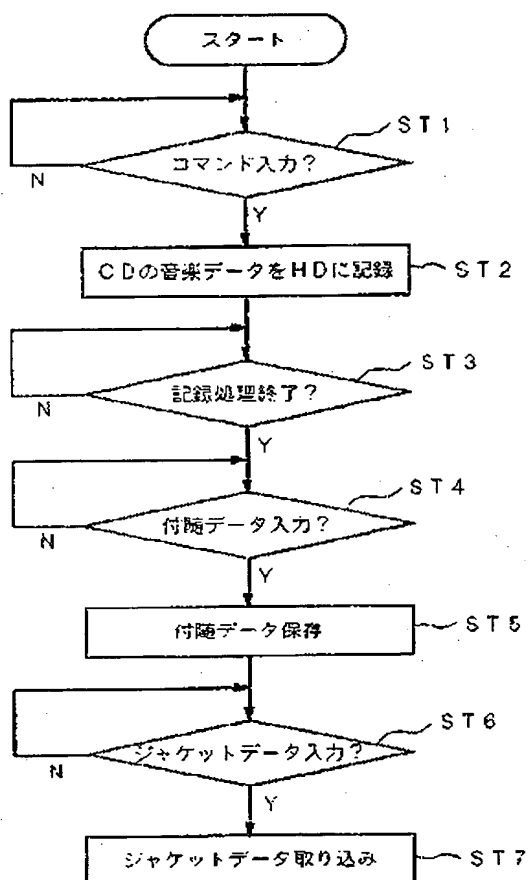 スタート
コマンド入力?
ST1
N
Y
CDの音楽データをHDに記録
ST2
記録処理終了?
ST3
N
Y
付随データ入力?
ST4
N
Y
付随データ保存
ST5
ジャケットデータ入力?
ST6
N
Y
ジャケットデータ取り込み
ST7